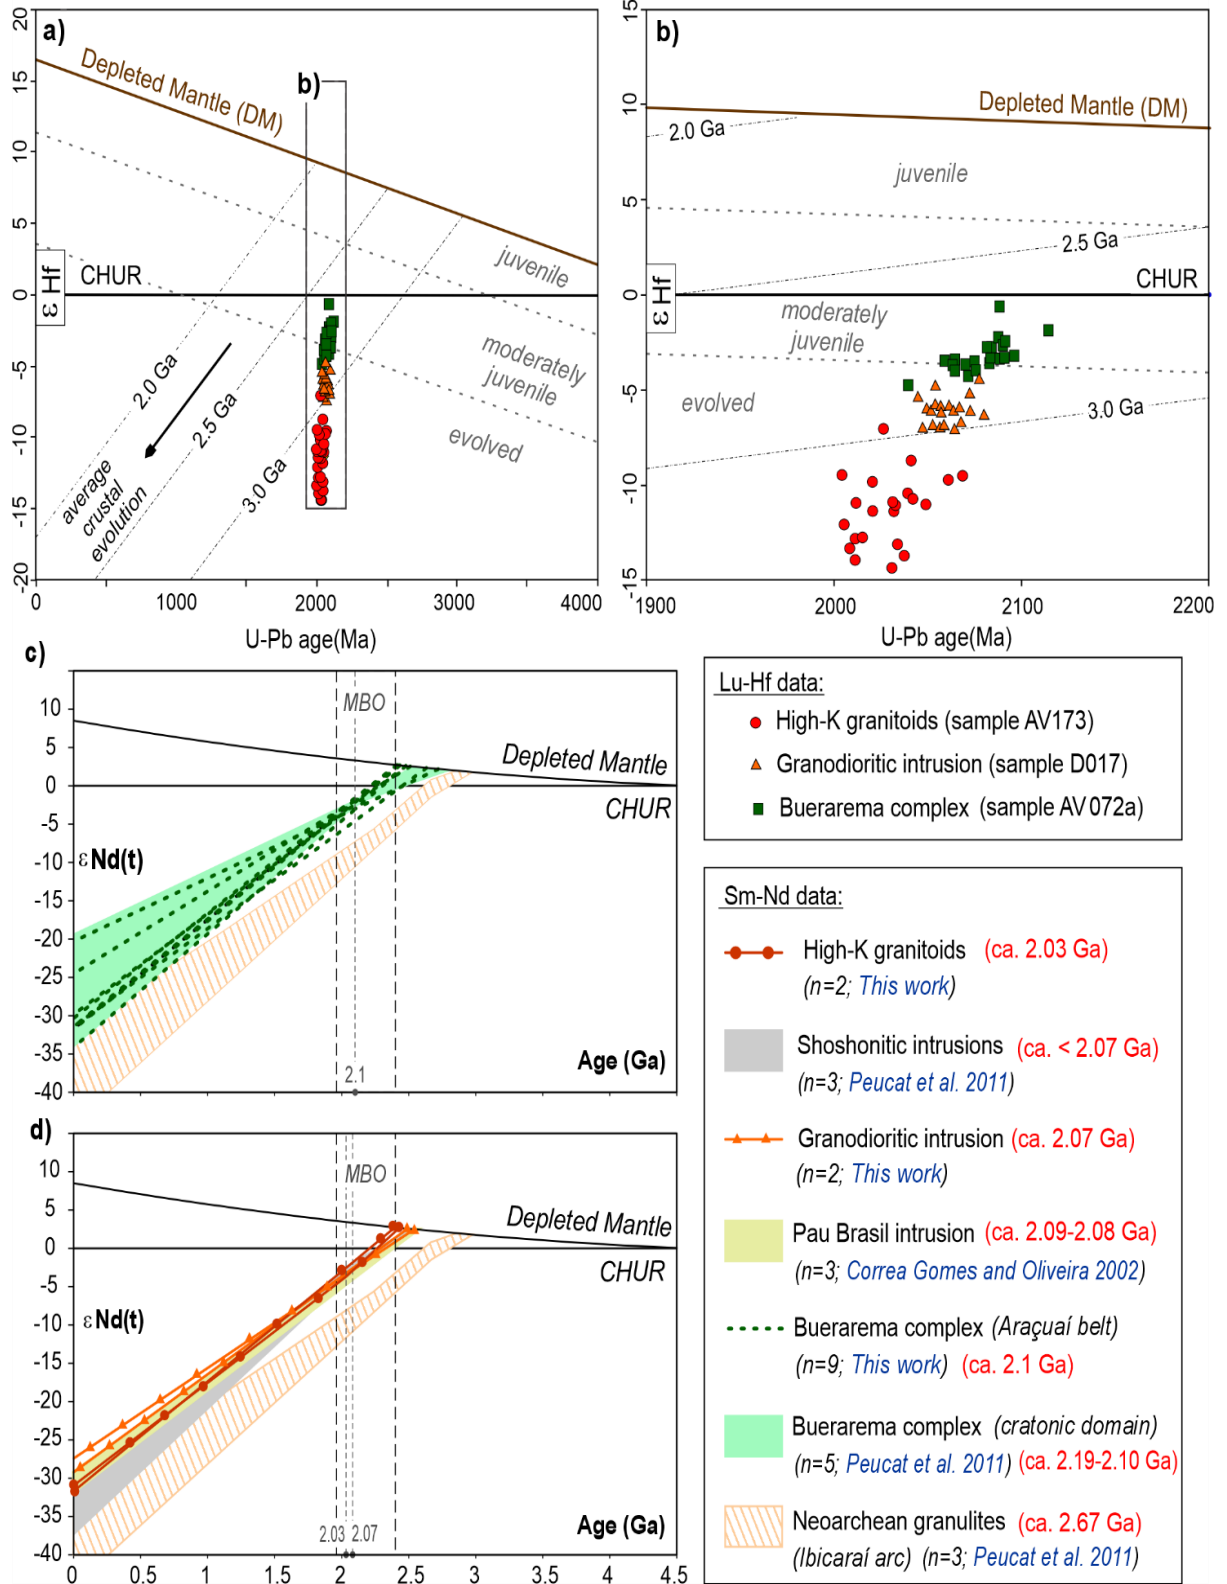 a)
20
15
10
5
0
-5
-10
-15
-20
ε Hf
Depleted Mantle (DM)
b)
CHUR
juvenile
moderately
juvenile
evolved
2.0 Ga
2.5 Ga
3.0 Ga
average
crustal
evolution
0
1000
2000
3000
4000
U-Pb age(Ma)
b)
15
10
5
0
-5
-10
-15
ε Hf
Depleted Mantle (DM)
2.0 Ga
juvenile
2.5 Ga
CHUR
moderately
juvenile
evolved
3.0 Ga
1900
2000
2100
2200
U-Pb age(Ma)
c)
10
5
0
-5
-10
-15
-20
-25
-30
-35
-40
MBO
Depleted Mantle
CHUR
εNd(t)
Age (Ga)
2.1
d)
10
5
0
-5
-10
-15
-20
-25
-30
-35
-40
MBO
Depleted Mantle
CHUR
εNd(t)
Age (Ga)
2.03 2.07
0 0.5 1 1.5 2 2.5 3 3.5 4 4.5
Lu-Hf data:
High-K granitoids (sample AV173)
Granodioritic intrusion (sample D017)
Buerarema complex (sample AV072a)
Sm-Nd data:
High-K granitoids (ca. 2.03 Ga)
(n=2; This work)
Shoshonitic intrusions (ca. < 2.07 Ga)
(n=3; Peucat et al. 2011)
Granodioritic intrusion (ca. 2.07 Ga)
(n=2; This work)
Pau Brasil intrusion (ca. 2.09-2.08 Ga)
(n=3; Correa Gomes and Oliveira 2002)
Buerarema complex (Araçuaí belt)
(n=9; This work) (ca. 2.1 Ga)
Buerarema complex (cratonic domain)
(n=5; Peucat et al. 2011) (ca. 2.19-2.10 Ga)
Neoarchean granulites (ca. 2.67 Ga)
(Ibicaraí arc) (n=3; Peucat et al. 2011)